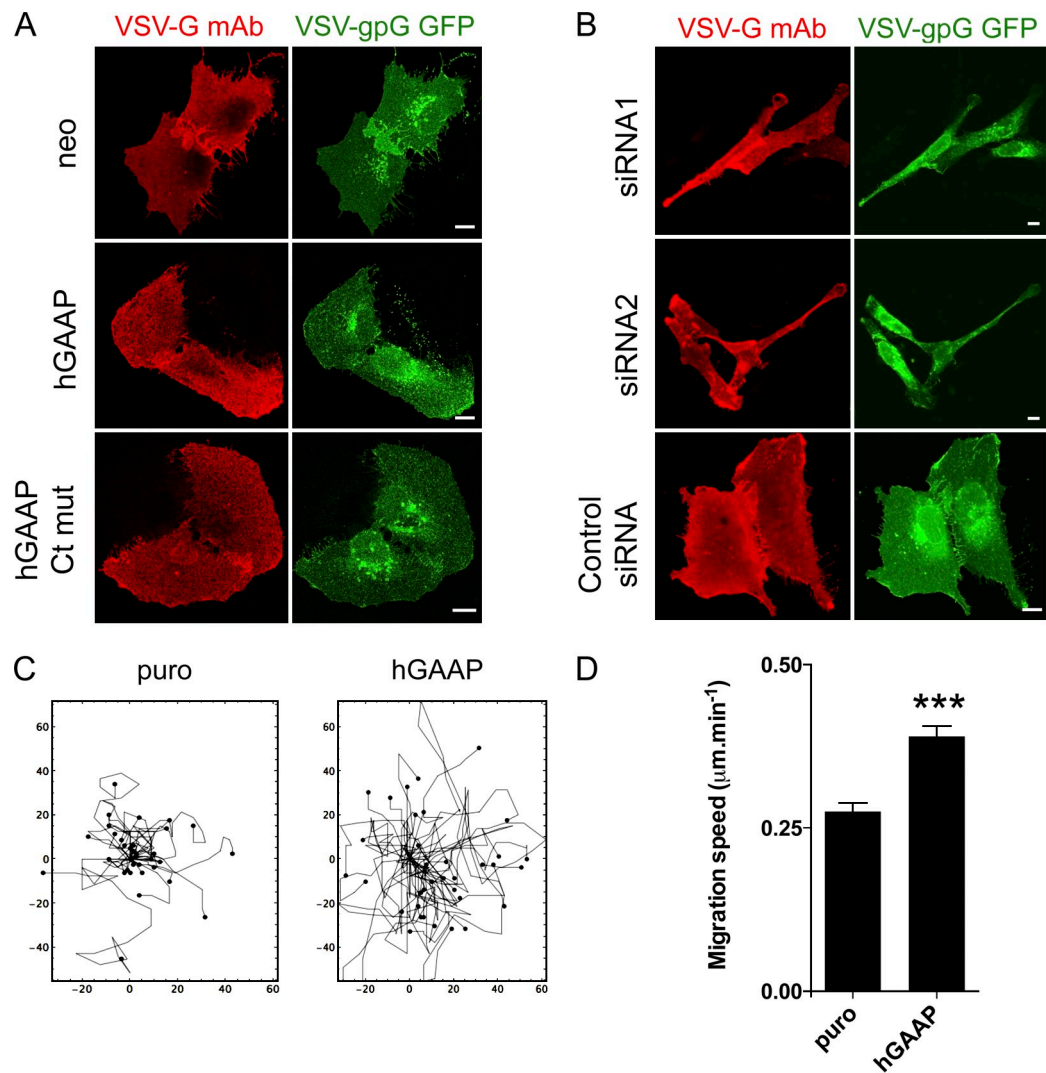 A
VSV-G mAb
VSV-gpG GFP
neo
hGAAP
hGAAP
Ct mut
B
VSV-G mAb
VSV-gpG GFP
siRNA1
siRNA2
Control
siRNA
C
puro
60
40
20
0
−20
−40
−20
0
20
40
60
hGAAP
60
40
20
0
−20
−40
−20
0
20
40
60
D
Migration speed (μm.min-1)
0.50
0.25
0.00
***
puro
hGAAP